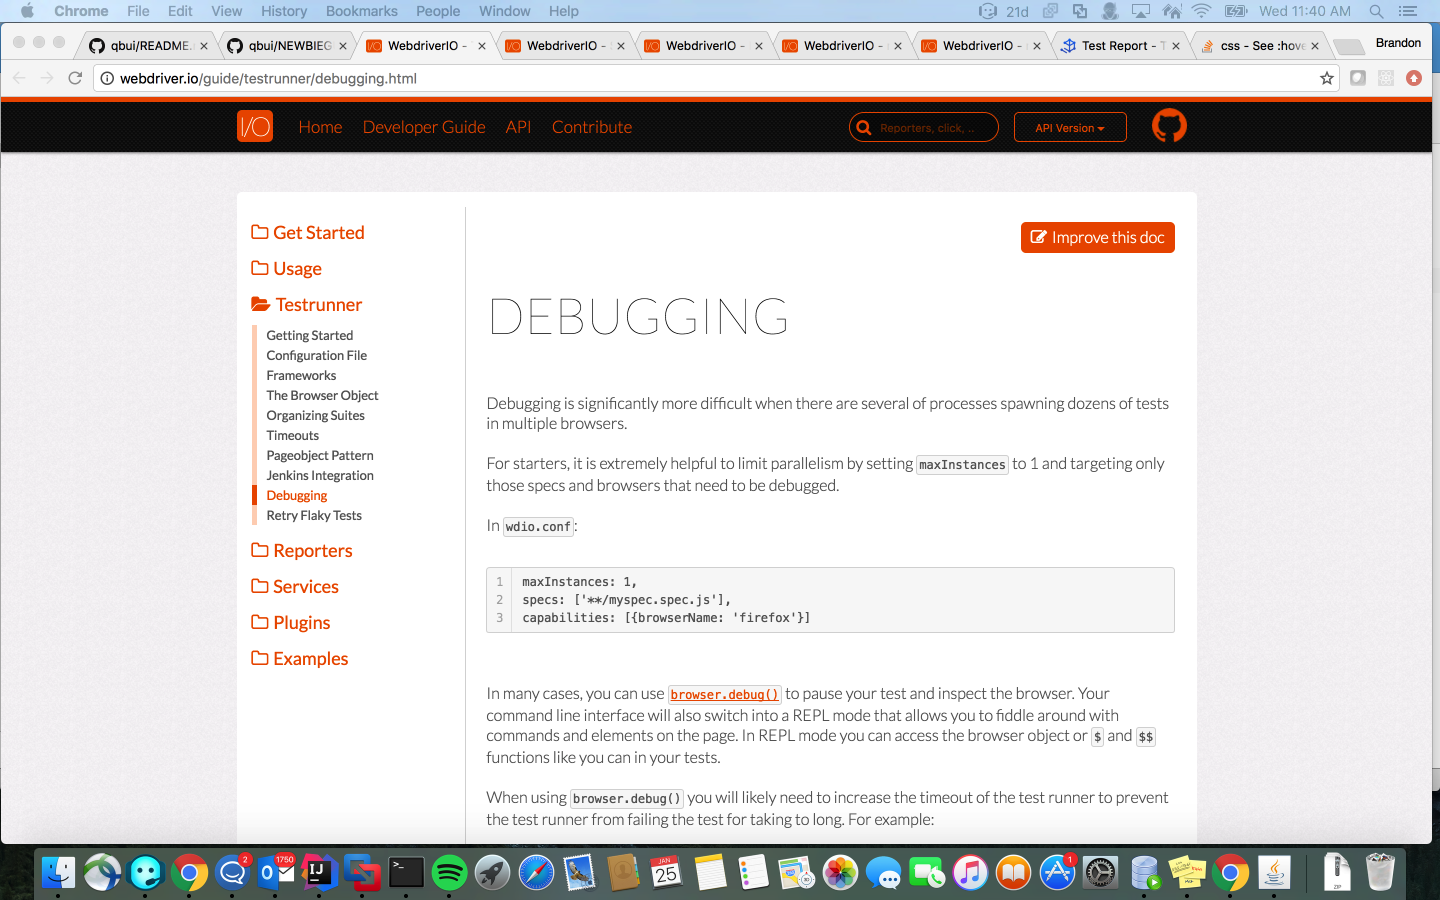 Chrome File Edit View History Bookmarks People Window Help 21d Wed 11:40 AM
qbui/README. qbui/NEWBIEG WebdriverIO - WebdriverIO - WebdriverIO - WebdriverIO - WebdriverIO - Test Report - css - See :hove Brandon
webdriver.io/guide/testrunner/debugging.html
I/O Home Developer Guide API Contribute Reporters, click, .. API Version
Get Started
Improve this doc
Usage
Testrunner
Getting Started
Configuration File
Frameworks
The Browser Object
Organizing Suites
Timeouts
Pageobject Pattern
Jenkins Integration
Debugging
Retry Flaky Tests
Reporters
Services
Plugins
Examples
DEBUGGING
Debugging is significantly more difficult when there are several of processes spawning dozens of tests
in multiple browsers.
For starters, it is extremely helpful to limit parallelism by setting maxInstances to 1 and targeting only
those specs and browsers that need to be debugged.
In wdio.conf:
1 maxInstances: 1,
2 specs: ['**/myspec.spec.js'],
3 capabilities: [{browserName: 'firefox'}]
In many cases, you can use browser.debug() to pause your test and inspect the browser. Your
command line interface will also switch into a REPL mode that allows you to fiddle around with
commands and elements on the page. In REPL mode you can access the browser object or $ and $$
functions like you can in your tests.
When using browser.debug() you will likely need to increase the timeout of the test runner to prevent
the test runner from failing the test for taking to long. For example:
2 1750 IJ >_ JAN 25 1 ZIP